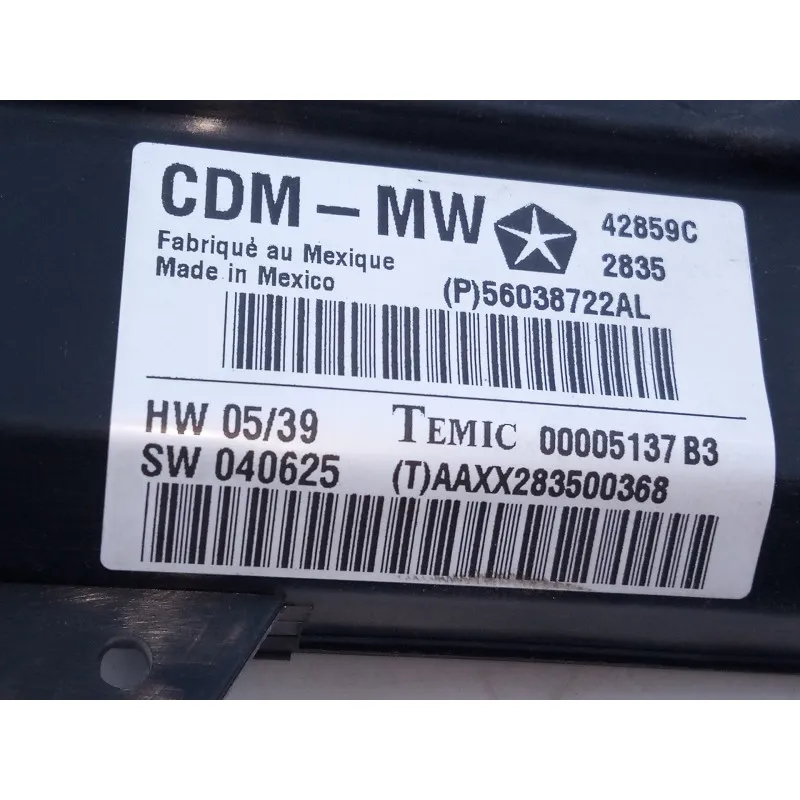 CDM – MW 42859C
Fabriqué au Mexique 2835
Made in Mexico (P)56038722AL
HW 05/39 TEMIC 00005137 B3
SW 040625 (T)AAXX283500368